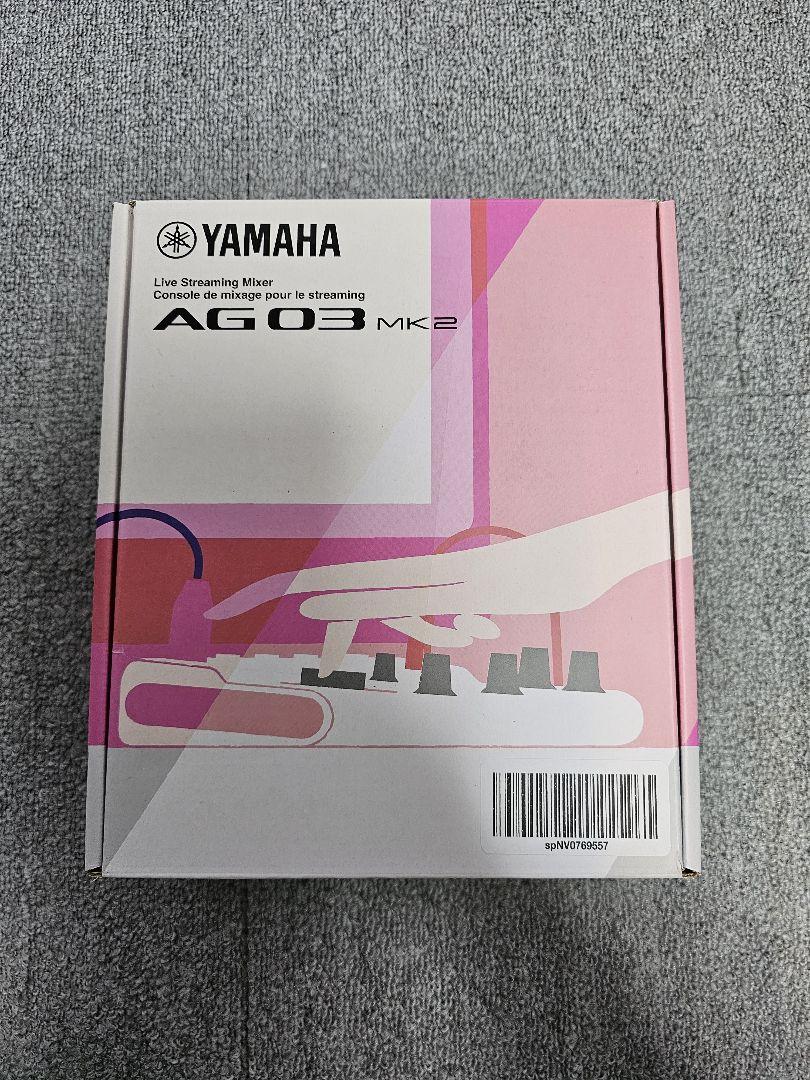 YAMAHA
Live Streaming Mixer
Console de mixage pour le streaming
AG03 MK2
spNV0769557